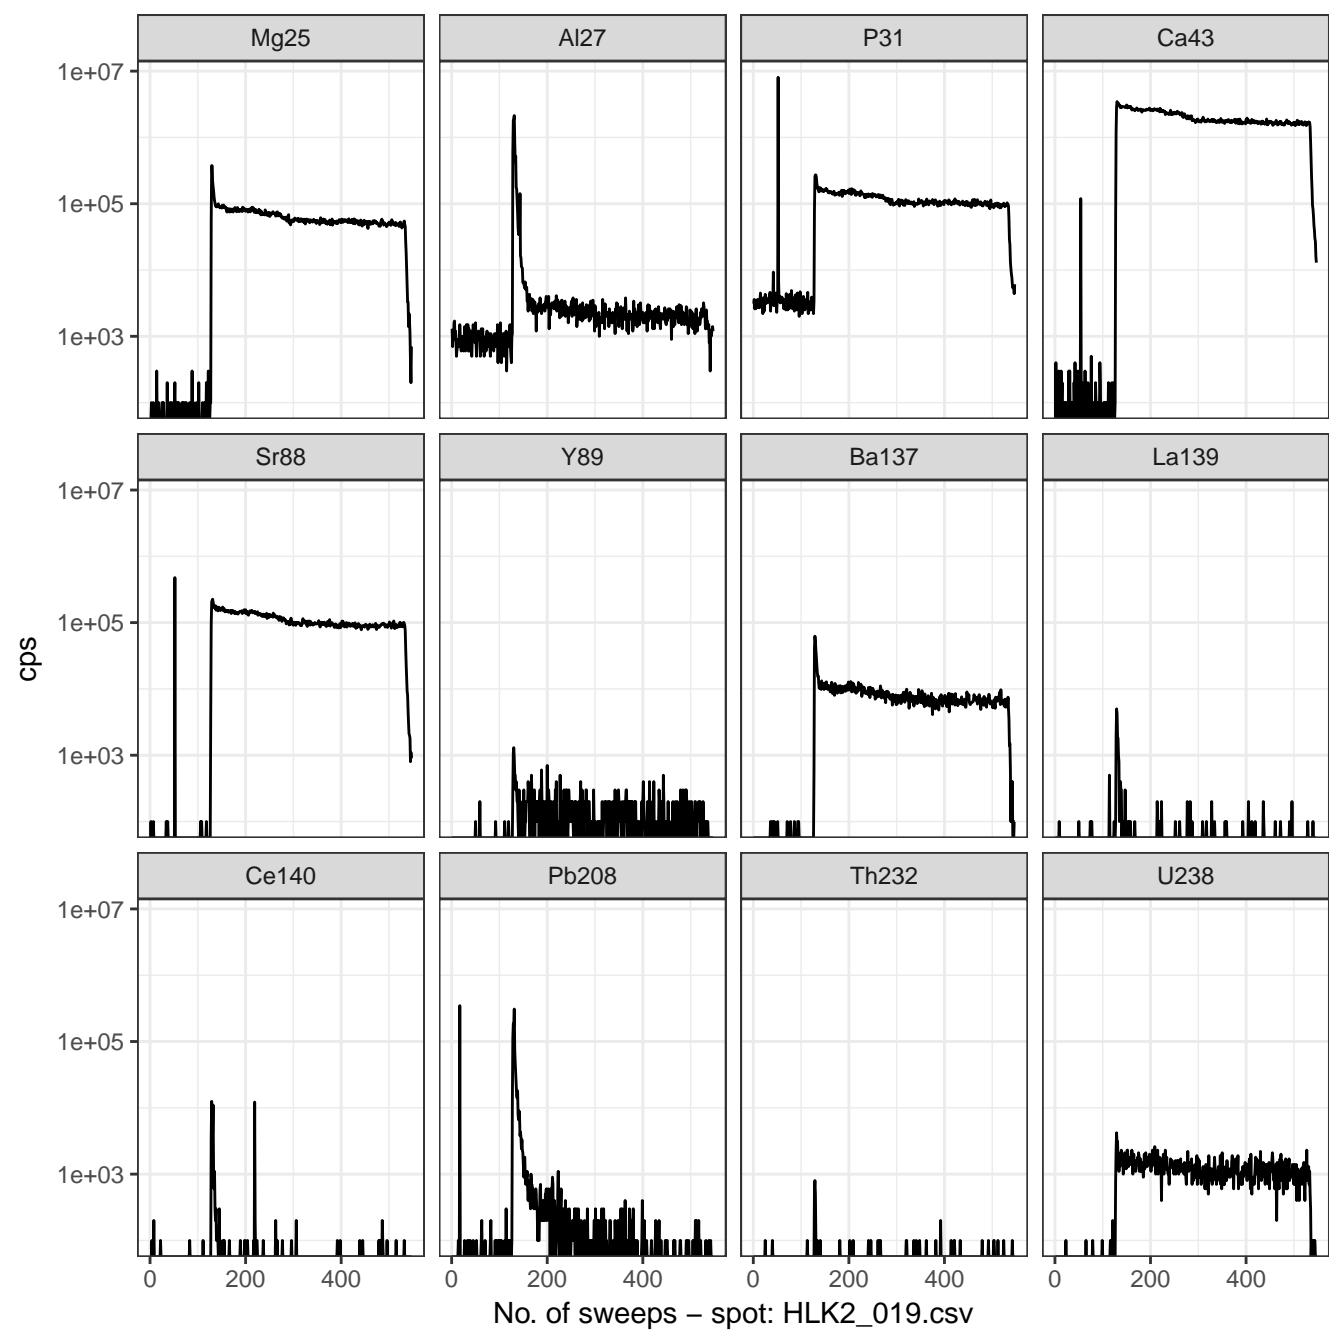 Mg25 Al27 P31 Ca43
1e+07
1e+05
1e+03
Sr88 Y89 Ba137 La139
1e+07
1e+05
1e+03
cps
Ce140 Pb208 Th232 U238
1e+07
1e+05
1e+03
0 200 400 0 200 400 0 200 400 0 200 400
No. of sweeps − spot: HLK2_019.csv